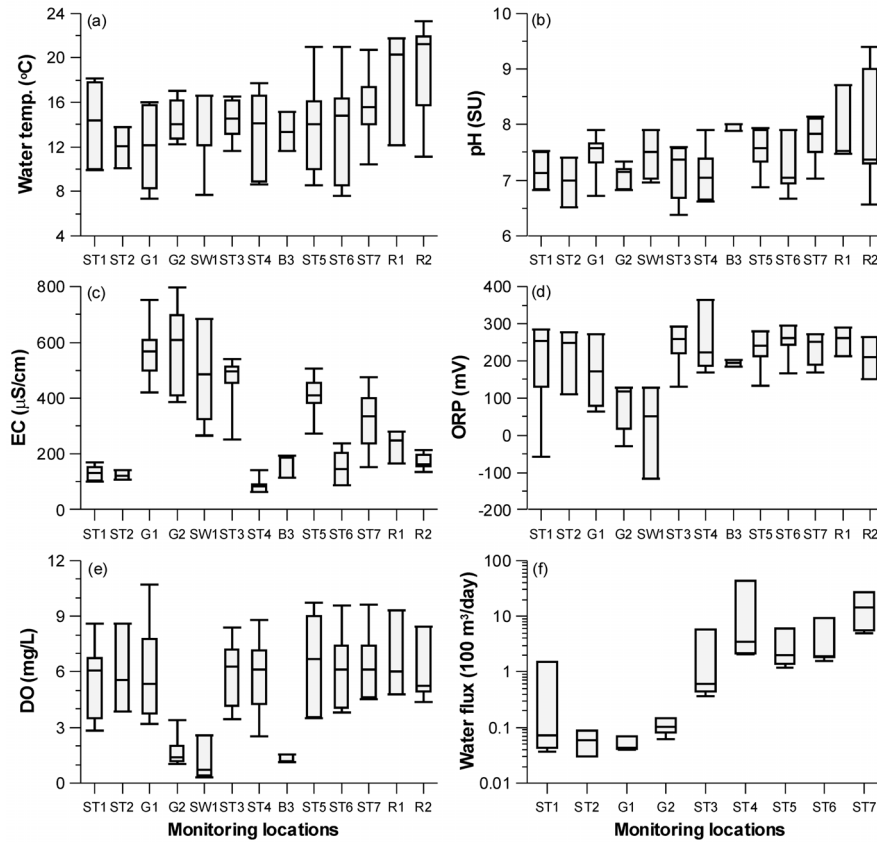 (a)
Water temp. (°C)
24
20
16
12
8
4
ST1 ST2 G1 G2 SW1 ST3 ST4 B3 ST5 ST6 ST7 R1 R2
(b)
pH (SU)
10
9
8
7
6
ST1 ST2 G1 G2 SW1 ST3 ST4 B3 ST5 ST6 ST7 R1 R2
(c)
EC (μS/cm)
800
600
400
200
0
ST1 ST2 G1 G2 SW1 ST3 ST4 B3 ST5 ST6 ST7 R1 R2
(d)
ORP (mV)
400
300
200
100
0
-100
-200
ST1 ST2 G1 G2 SW1 ST3 ST4 B3 ST5 ST6 ST7 R1 R2
(e)
DO (mg/L)
12
9
6
3
0
ST1 ST2 G1 G2 SW1 ST3 ST4 B3 ST5 ST6 ST7 R1 R2
Monitoring locations
(f)
Water flux (100 m³/day)
100
10
1
0.1
0.01
ST1 ST2 G1 G2 ST3 ST4 ST5 ST6 ST7
Monitoring locations